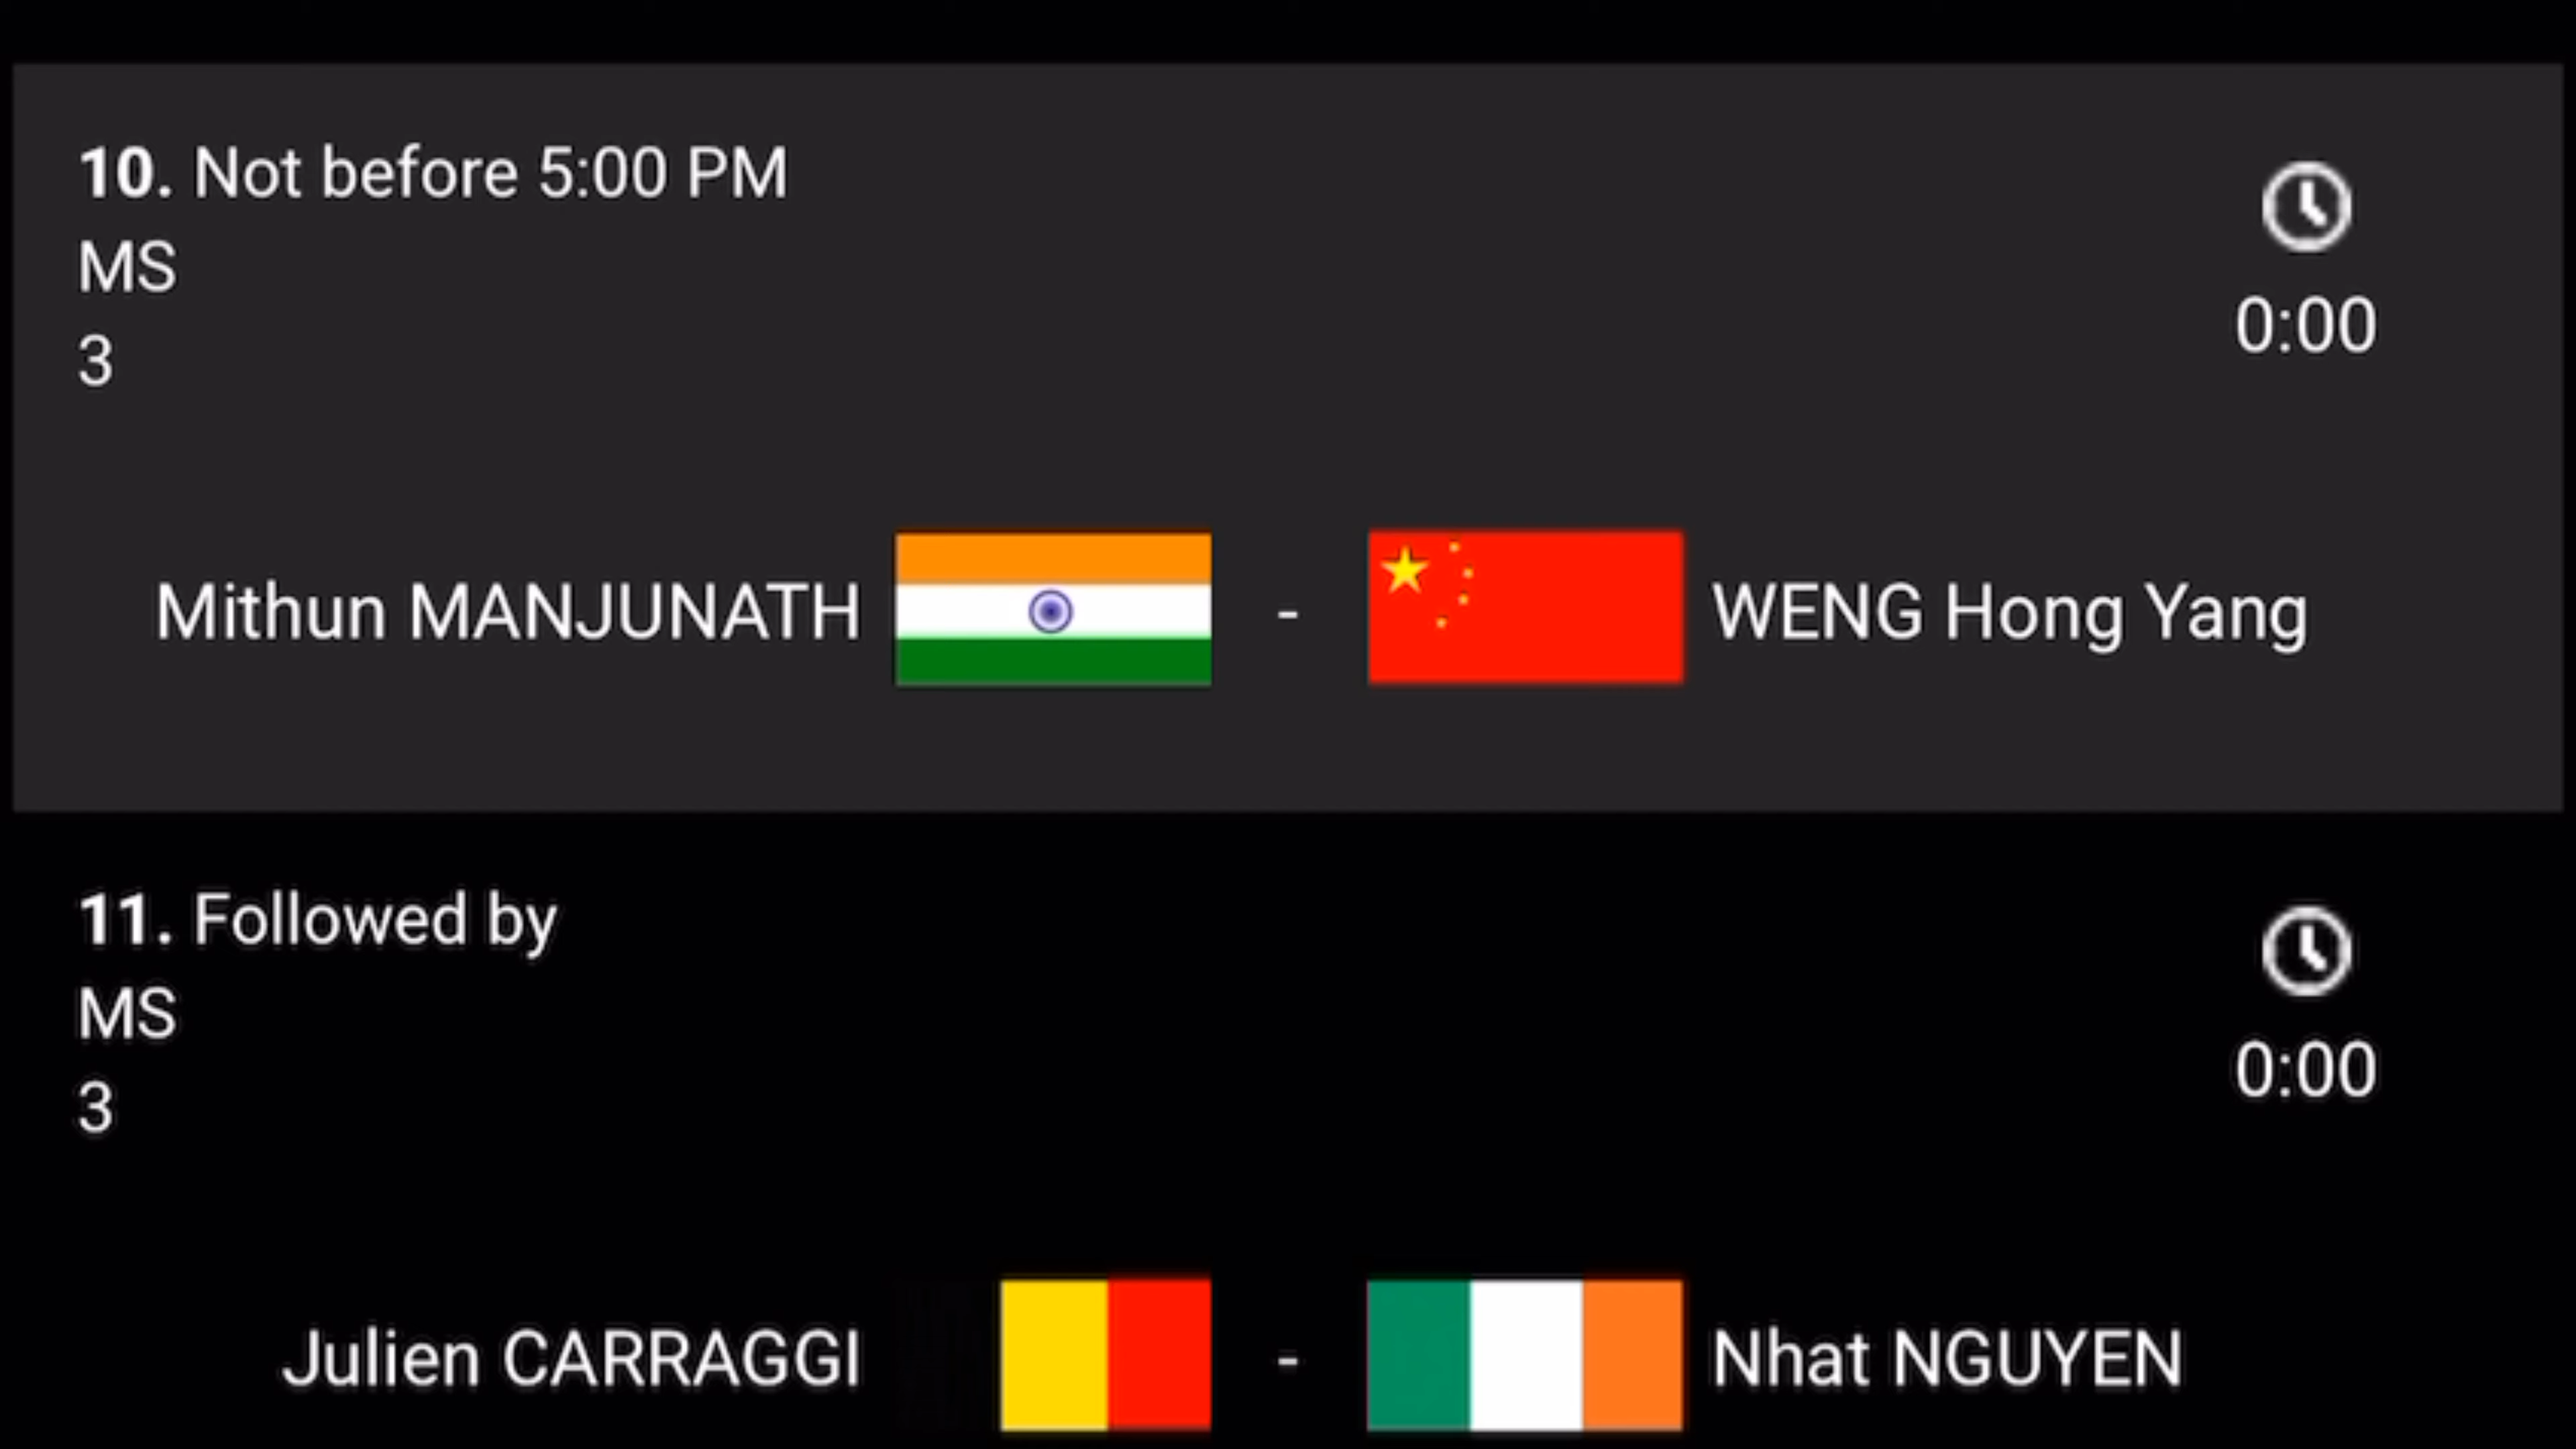 10. Not before 5:00 PM
MS
3
0:00
Mithun MANJUNATH - WENG Hong Yang
11. Followed by
MS
3
0:00
Julien CARRAGGI - Nhat NGUYEN